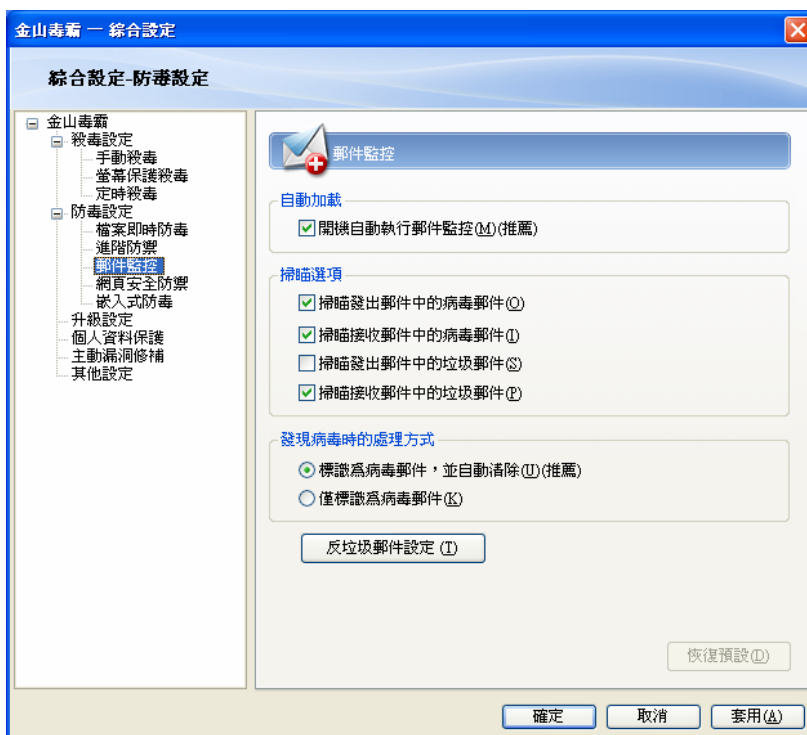 金山毒霸 — 綜合設定
綜合設定-防毒設定
金山毒霸
殺毒設定
手動殺毒
螢幕保護殺毒
定時殺毒
防毒設定
檔案即時防毒
進階防禦
郵件監控
網頁安全防禦
嵌入式防毒
升級設定
個人資料保護
主動漏洞修補
其他設定
郵件監控
自動加載
開機自動執行郵件監控(M)(推薦)
掃瞄選項
掃瞄發出郵件中的病毒郵件(O)
掃瞄接收郵件中的病毒郵件(I)
掃瞄發出郵件中的垃圾郵件(S)
掃瞄接收郵件中的垃圾郵件(P)
發現病毒時的處理方式
標識為病毒郵件，並自動清除(U)(推薦)
僅標識為病毒郵件(K)
反垃圾郵件設定 (T)
恢復預設(D)
確定
取消
套用(A)